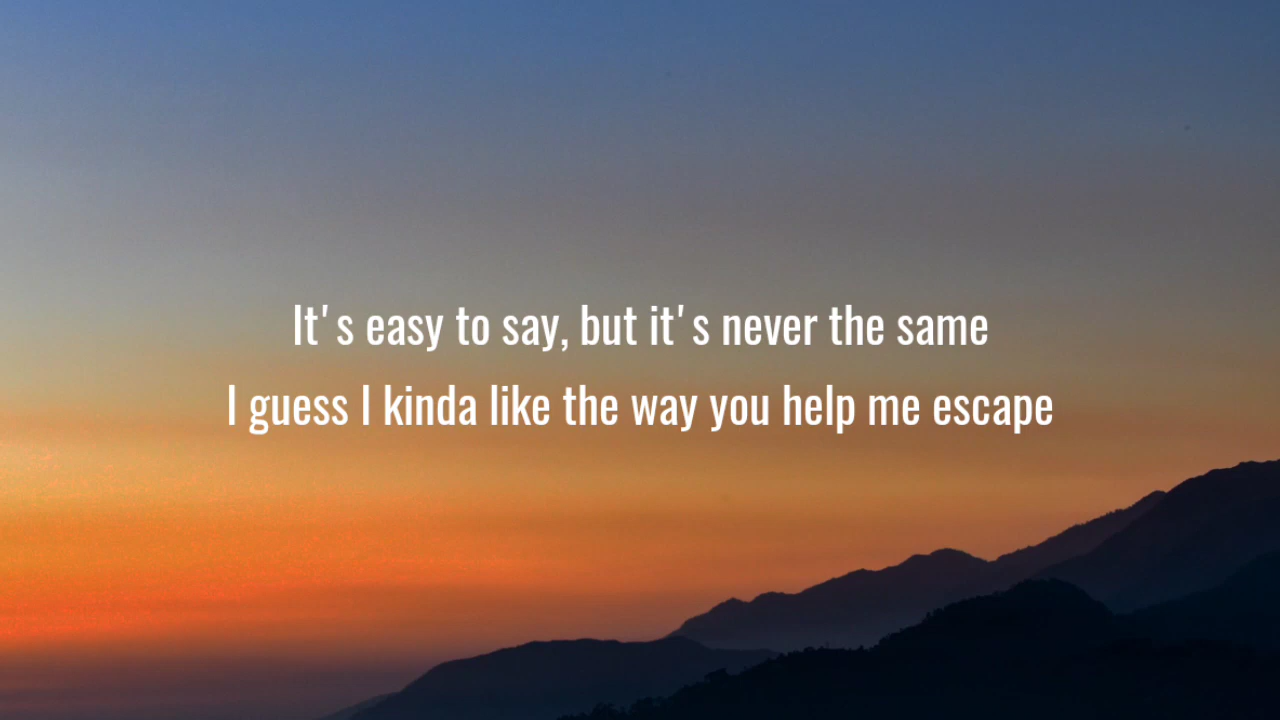 It's easy to say, but it's never the same
I guess I kinda like the way you help me escape